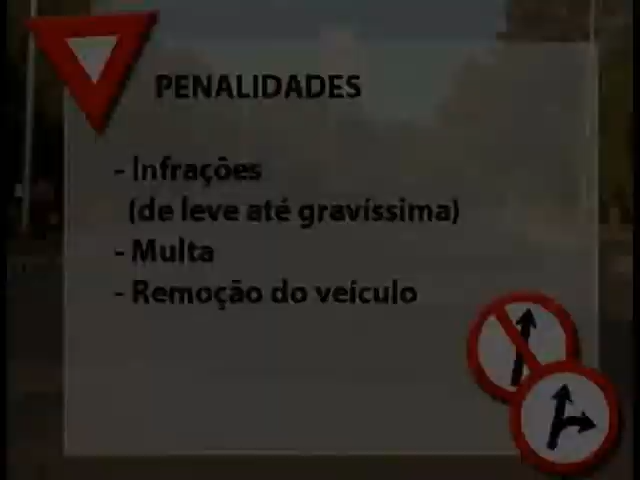 PENALIDADES
- Infrações
(de leve até gravíssima)
- Multa
- Remoção do veículo